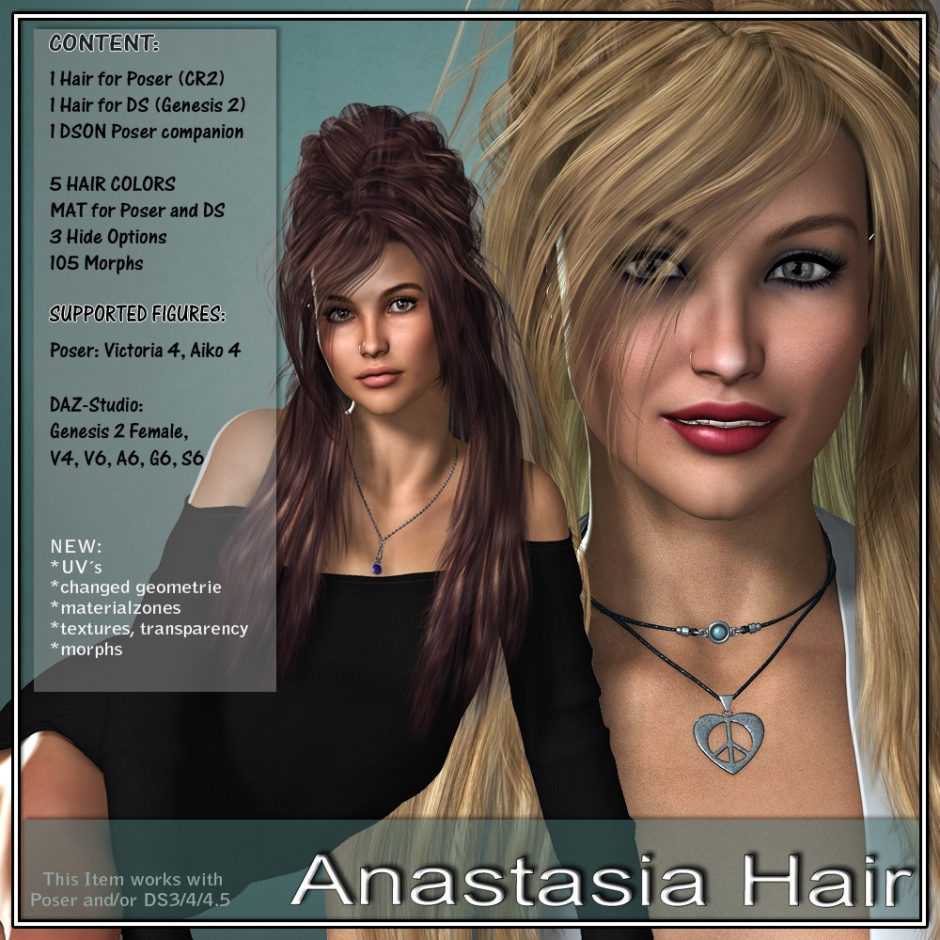 CONTENT:
1 Hair for Poser (CR2)
1 Hair for DS (Genesis 2)
1 DSON Poser companion
5 HAIR COLORS
MAT for Poser and DS
3 Hide Options
105 Morphs
SUPPORTED FIGURES:
Poser: Victoria 4, Aiko 4
DAZ-Studio:
Genesis 2 Female,
V4, V6, A6, G6, S6
NEW:
*UV´s
*changed geometrie
*materialzones
*textures, transparency
*morphs
This Item works with
Poser and/or DS3/4/4.5
Anastasia Hair